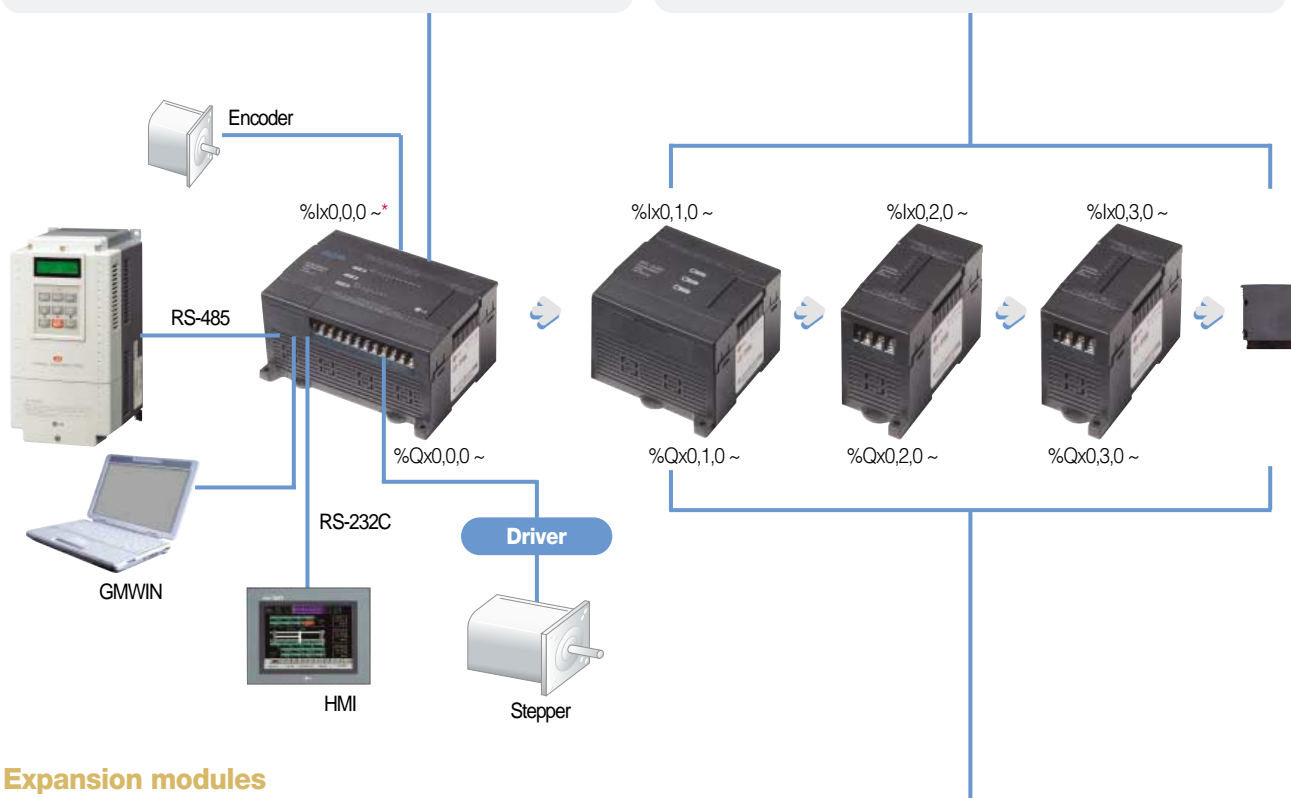 Encoder
%Ix0,0,0 ~*
%Ix0,1,0 ~
%Ix0,2,0 ~
%Ix0,3,0 ~
RS-485
%Qx0,0,0 ~
%Qx0,1,0 ~
%Qx0,2,0 ~
%Qx0,3,0 ~
RS-232C
Driver
GMWIN
HMI
Stepper
Expansion modules